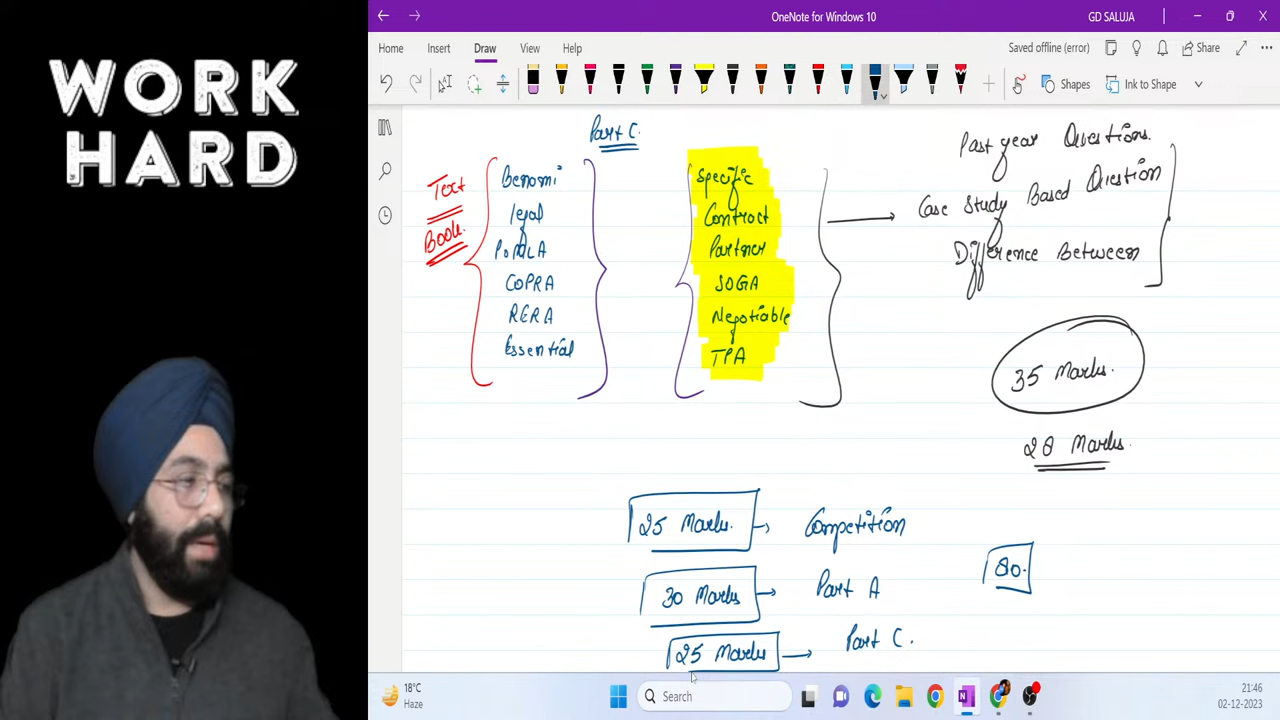 WORK
HARD
OneNote for Windows 10
GD SALUJA
Home Insert Draw View Help
Saved offline (error)
Share
Shapes
Ink to Shape
Part C.
Text
Book.
Benami
legal
PoMLA
COPRA
RERA
Essential
Specific
Contract
Partner
SOGA
Negotiable
TPA
Past year Questions.
Case Study Based Question
Difference Between
35 Marks.
28 Marks.
25 Marks. → Competition
30 Marks → Part A
25 Marks → Part C.
80.
18°C
Haze
Search
21:46
02-12-2023